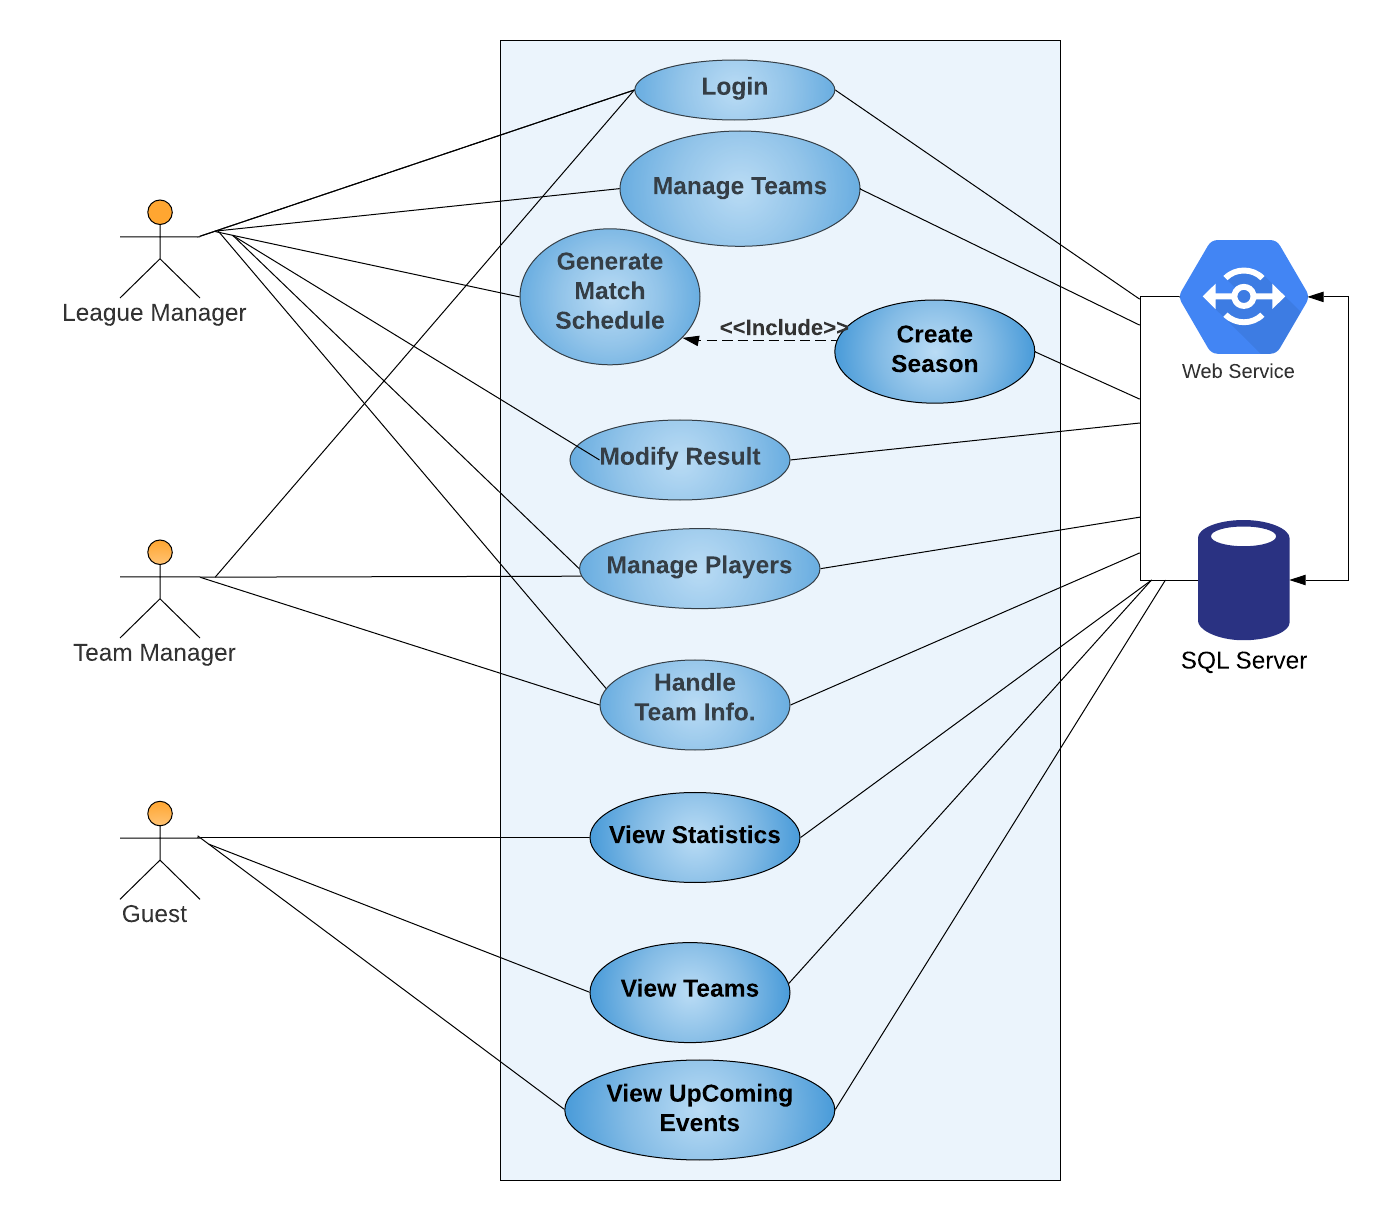 Login
Manage Teams
Generate
Match
Schedule
<<Include>>
Create
Season
League Manager
Web Service
Modify Result
Manage Players
Team Manager
SQL Server
Handle
Team Info.
View Statistics
Guest
View Teams
View UpComing
Events